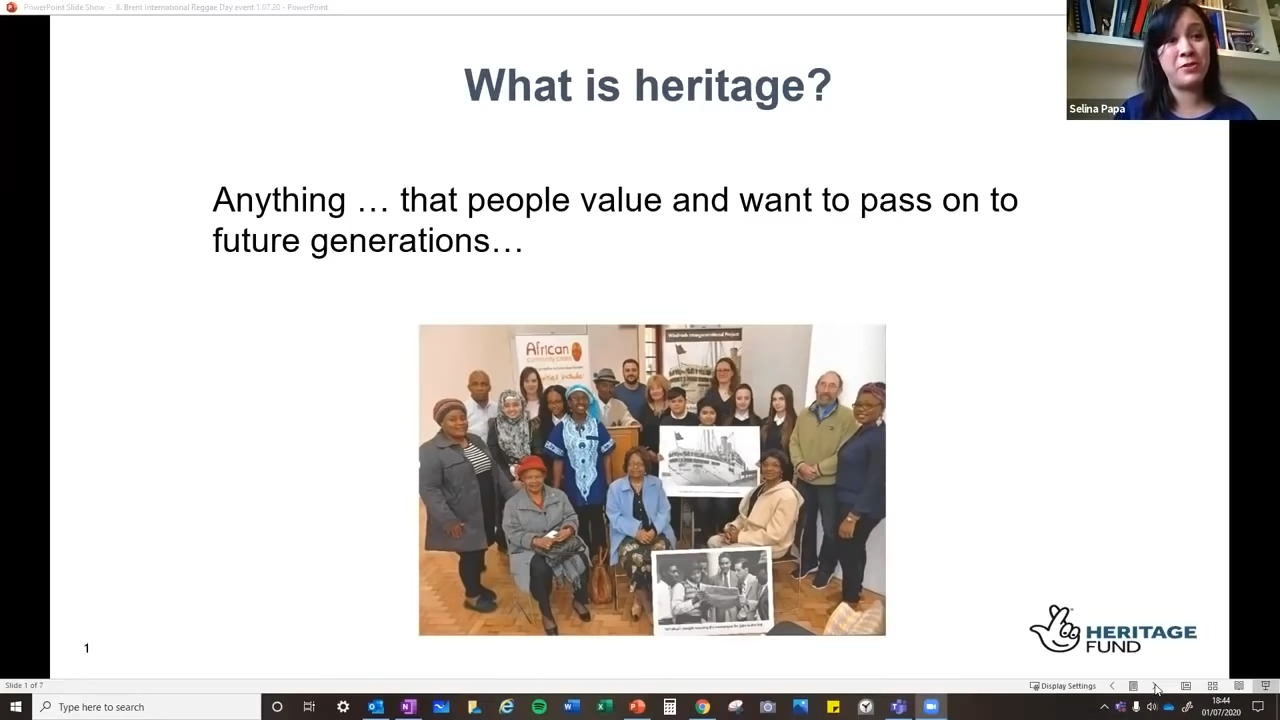 PowerPoint Slide Show - 8. Brent International Reggae Day event 1.07.20 - PowerPoint
Selina Papa
What is heritage?
Anything … that people value and want to pass on to
future generations…
African
community centre
Windrush Intergenerational Project
1
HERITAGE
FUND
Slide 1 of 7
Display Settings
Type here to search
18:44
01/07/2020